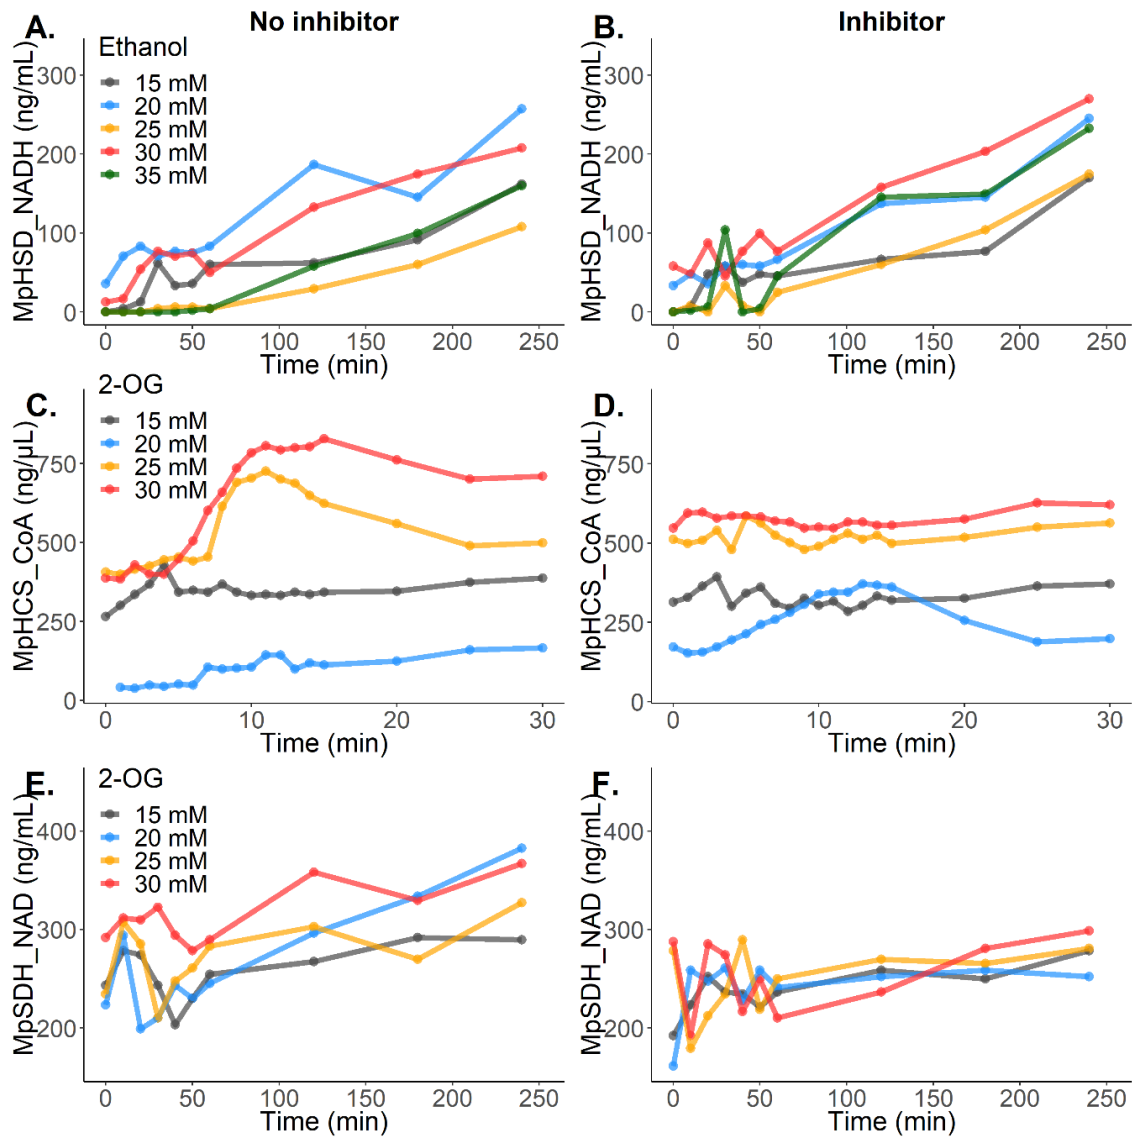 A. No inhibitor
B. Inhibitor
Ethanol
15 mM
20 mM
25 mM
30 mM
35 mM
MpHSD_NADH (ng/mL)
300
200
100
0
0 50 100 150 200 250
Time (min)
MpHSD_NADH (ng/mL)
300
200
100
0
0 50 100 150 200 250
Time (min)
C.
2-OG
15 mM
20 mM
25 mM
30 mM
MpHCS_CoA (ng/µL)
750
500
250
0
0 10 20 30
Time (min)
D.
MpHCS_CoA (ng/µL)
750
500
250
0
0 10 20 30
Time (min)
E.
2-OG
15 mM
20 mM
25 mM
30 mM
MpSDH_NAD (ng/mL)
400
300
200
0 50 100 150 200 250
Time (min)
F.
MpSDH_NAD (ng/mL)
400
300
200
0 50 100 150 200 250
Time (min)